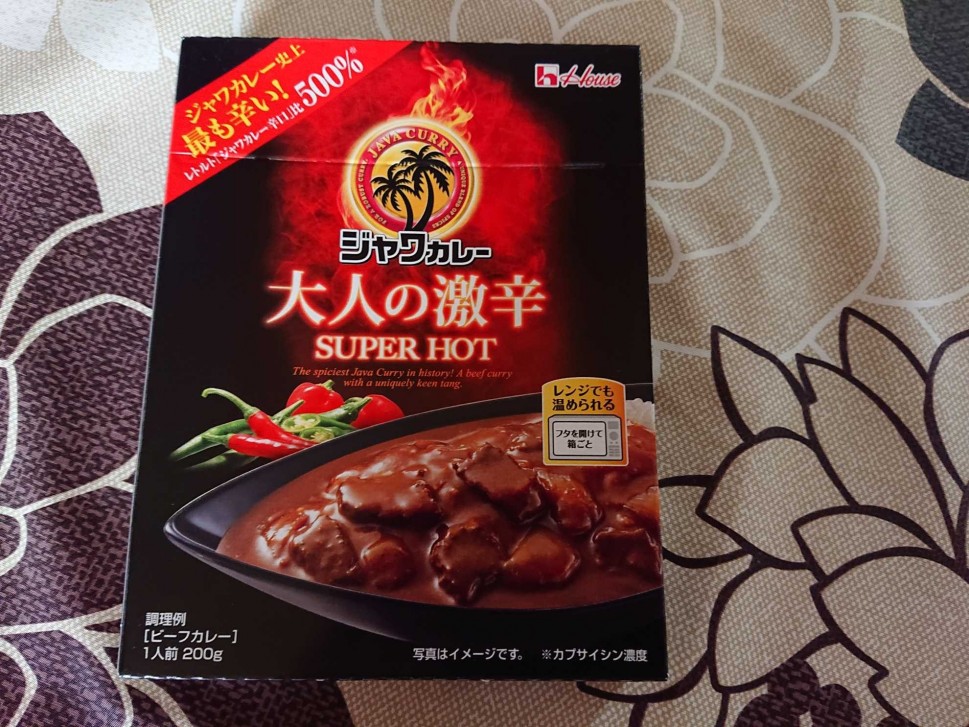 ジャワカレー史上
最も辛い!
レトルト「ジャワカレー辛口」比500%※
House
JAVA CURRY
ジャワカレー
大人の激辛
SUPER HOT
The spiciest Java Curry in history! A beef curry
with a uniquely keen tang.
レンジでも
温められる
フタを開けて
箱ごと
調理例
[ビーフカレー]
1人前 200g
写真はイメージです。 ※カプサイシン濃度